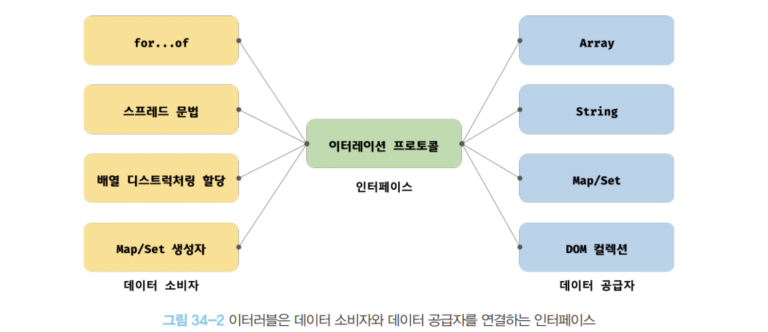 for...of
스프레드 문법
배열 디스트럭처링 할당
Map/Set 생성자
데이터 소비자
이터레이션 프로토콜
인터페이스
Array
String
Map/Set
DOM 컬렉션
데이터 공급자
그림 34-2 이터러블은 데이터 소비자와 데이터 공급자를 연결하는 인터페이스